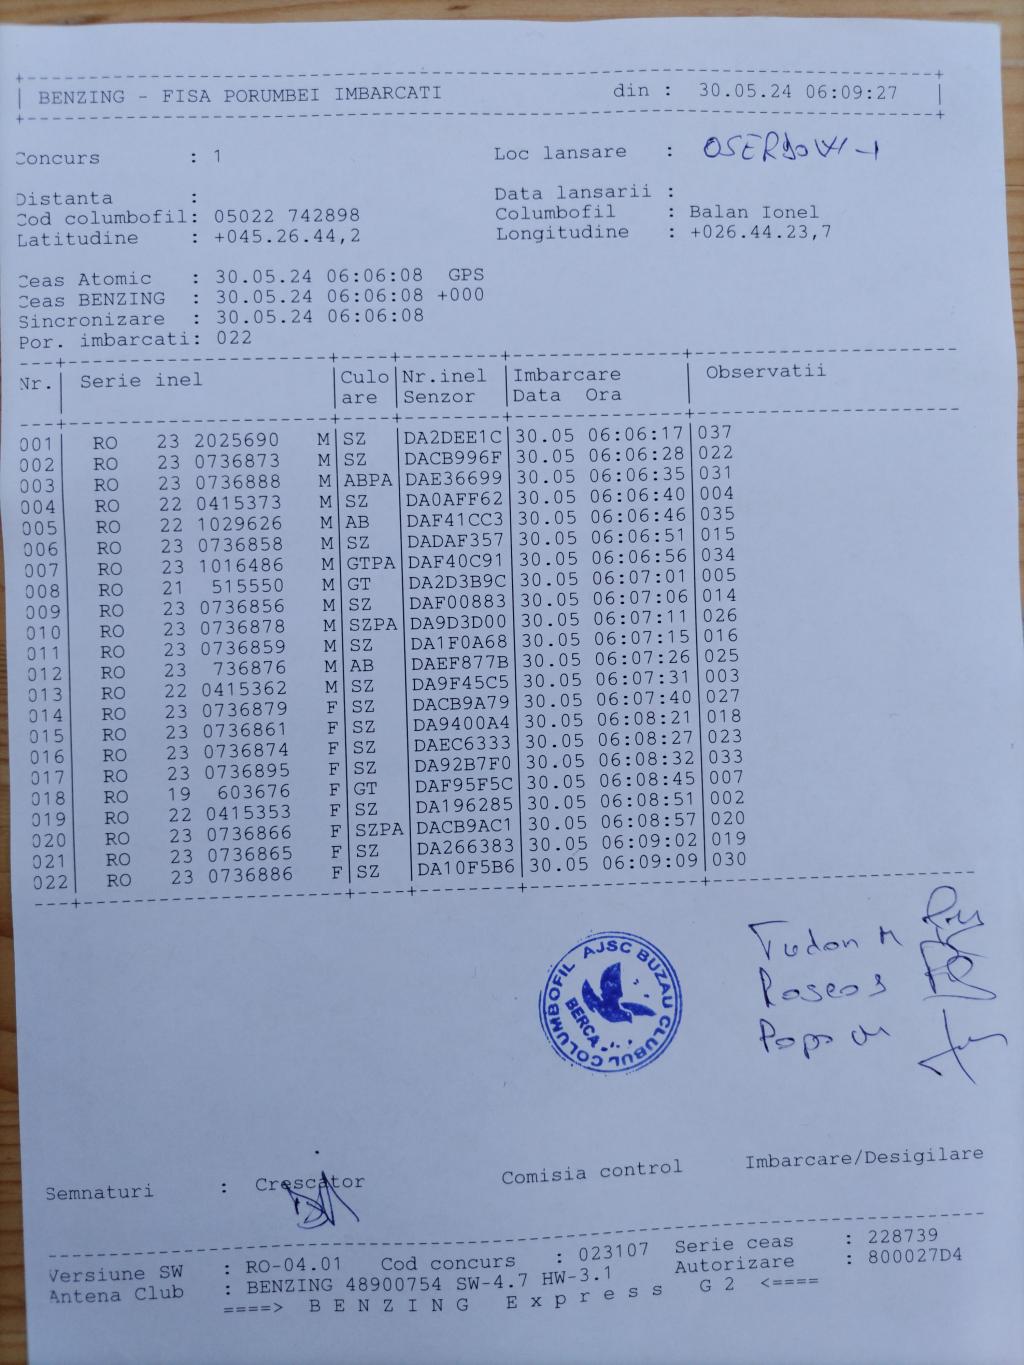 BENZING - FISA PORUMBEI IMBARCATI din : 30.05.24 06:09:27
Concurs : 1 Loc lansare : OSERDOW-1
Distanta : Data lansarii :
Cod columbofil: 05022 742898 Columbofil : Balan Ionel
Latitudine : +045.26.44,2 Longitudine : +026.44.23,7
Ceas Atomic : 30.05.24 06:06:08 GPS
Ceas BENZING : 30.05.24 06:06:08 +000
Sincronizare : 30.05.24 06:06:08
Por. imbarcati: 022
Nr. Serie inel Culo Nr.inel Imbarcare Observatii
are Senzor Data Ora
001 RO 23 2025690 M SZ DA2DEE1C 30.05 06:06:17 037
002 RO 23 0736873 M SZ DACB996F 30.05 06:06:28 022
003 RO 23 0736888 M ABPA DAE36699 30.05 06:06:35 031
004 RO 22 0415373 M SZ DA0AFF62 30.05 06:06:40 004
005 RO 22 1029626 M AB DAF41CC3 30.05 06:06:46 035
006 RO 23 0736858 M SZ DADAF357 30.05 06:06:51 015
007 RO 23 1016486 M GTPA DAF40C91 30.05 06:06:56 034
008 RO 21 515550 M GT DA2D3B9C 30.05 06:07:01 005
009 RO 23 0736856 M SZ DAF00883 30.05 06:07:06 014
010 RO 23 0736878 M SZPA DA9D3D00 30.05 06:07:11 026
011 RO 23 0736859 M SZ DA1F0A68 30.05 06:07:15 016
012 RO 23 736876 M AB DAEF877B 30.05 06:07:26 025
013 RO 22 0415362 M SZ DA9F45C5 30.05 06:07:31 003
014 RO 23 0736879 F SZ DACB9A79 30.05 06:07:40 027
015 RO 23 0736861 F SZ DA9400A4 30.05 06:08:21 018
016 RO 23 0736874 F SZ DAEC6333 30.05 06:08:27 023
017 RO 23 0736895 F SZ DA92B7F0 30.05 06:08:32 033
018 RO 19 603676 F GT DAF95F5C 30.05 06:08:45 007
019 RO 22 0415353 F SZ DA196285 30.05 06:08:51 002
020 RO 23 0736866 F SZPA DACB9AC1 30.05 06:08:57 020
021 RO 23 0736865 F SZ DA266383 30.05 06:09:02 019
022 RO 23 0736886 F SZ DA10F5B6 30.05 06:09:09 030
AJSC BUZAU CLUBUL COLUMBOFIL
BERCA
Tudor M
Popa
Semnaturi : Crescator Comisia control Imbarcare/Desigilare
Versiune SW : RO-04.01 Cod concurs : 023107 Serie ceas : 228739
Antena Club : BENZING 48900754 SW-4.7 HW-3.1 Autorizare : 800027D4
====> B E N Z I N G E x p r e s s G 2 <====